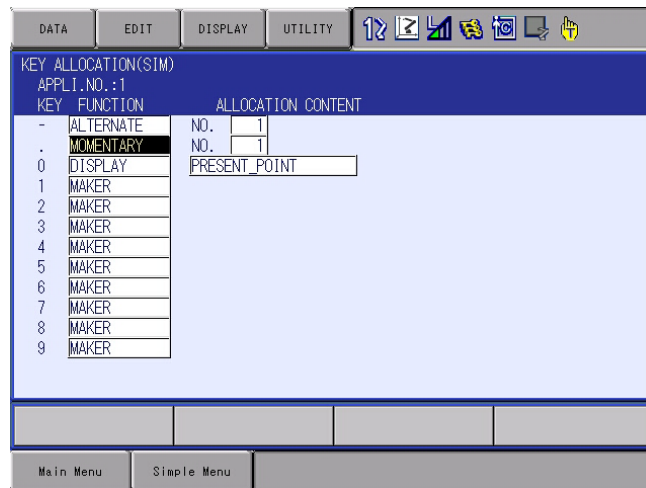 DATA EDIT DISPLAY UTILITY
KEY ALLOCATION(SIM)
APPLI.NO.:1
KEY FUNCTION ALLOCATION CONTENT
- ALTERNATE NO. 1
. MOMENTARY NO. 1
0 DISPLAY PRESENT_POINT
1 MAKER
2 MAKER
3 MAKER
4 MAKER
5 MAKER
6 MAKER
7 MAKER
8 MAKER
9 MAKER
Main Menu Simple Menu